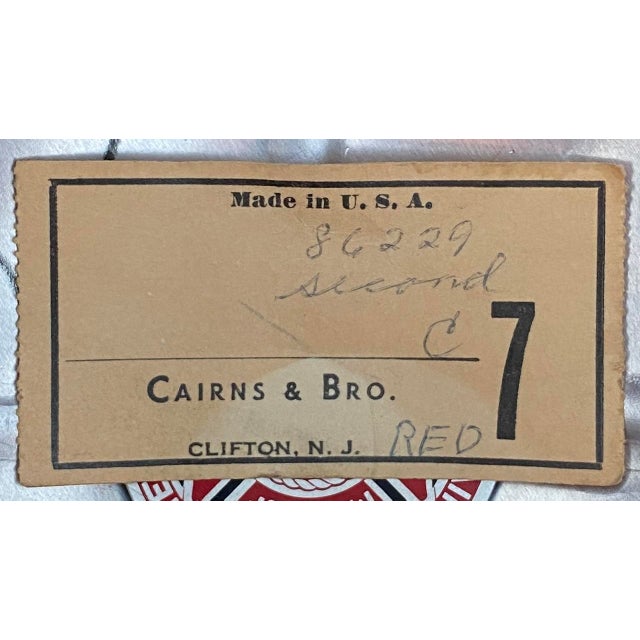 Made in U. S. A.
86229
second
C
7
CAIRNS & BRO.
CLIFTON, N. J. RED